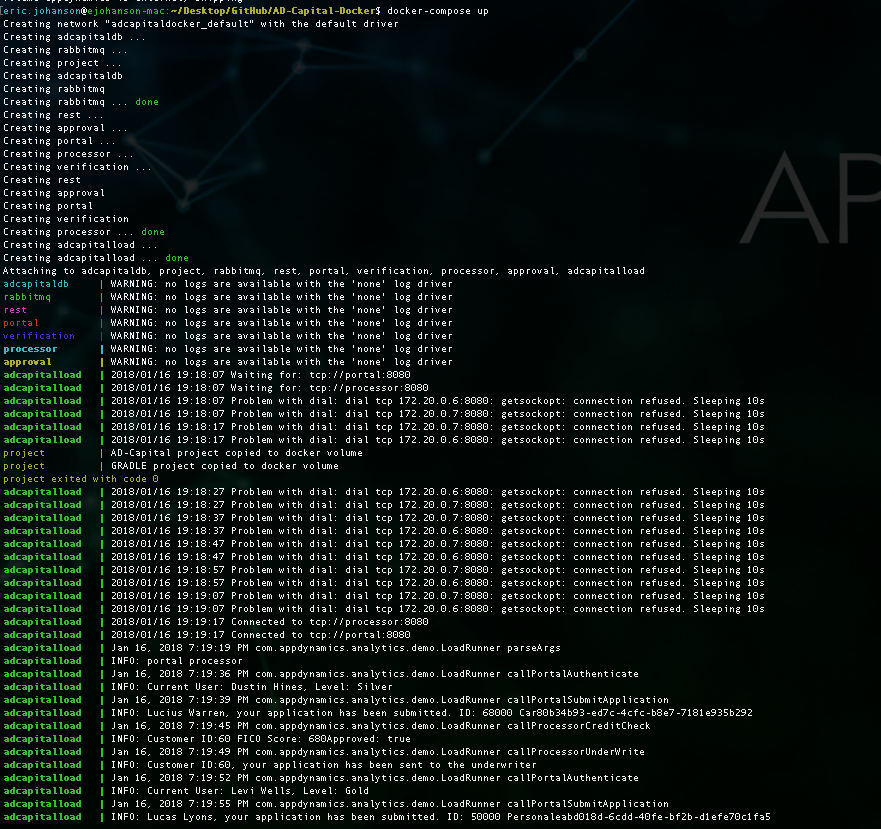 [eric.johanson@ejohanson-mac:~/Desktop/GitHub/AD-Capital-Docker$ docker-compose up
Creating network "adcapitaldocker_default" with the default driver
Creating adcapitaldb ...
Creating rabbitmq ...
Creating project ...
Creating adcapitaldb
Creating rabbitmq
Creating rabbitmq ... done
Creating rest ...
Creating approval ...
Creating portal ...
Creating processor ...
Creating verification ...
Creating rest
Creating approval
Creating portal
Creating verification
Creating processor ... done
Creating adcapitalload ...
Creating adcapitalload ... done
Attaching to adcapitaldb, project, rabbitmq, rest, portal, verification, processor, approval, adcapitalload
adcapitaldb | WARNING: no logs are available with the 'none' log driver
rabbitmq | WARNING: no logs are available with the 'none' log driver
rest | WARNING: no logs are available with the 'none' log driver
portal | WARNING: no logs are available with the 'none' log driver
verification | WARNING: no logs are available with the 'none' log driver
processor | WARNING: no logs are available with the 'none' log driver
approval | WARNING: no logs are available with the 'none' log driver
adcapitalload | 2018/01/16 19:18:07 Waiting for: tcp://portal:8080
adcapitalload | 2018/01/16 19:18:07 Waiting for: tcp://processor:8080
adcapitalload | 2018/01/16 19:18:07 Problem with dial: dial tcp 172.20.0.6:8080: getsockopt: connection refused. Sleeping 10s
adcapitalload | 2018/01/16 19:18:07 Problem with dial: dial tcp 172.20.0.7:8080: getsockopt: connection refused. Sleeping 10s
adcapitalload | 2018/01/16 19:18:17 Problem with dial: dial tcp 172.20.0.7:8080: getsockopt: connection refused. Sleeping 10s
adcapitalload | 2018/01/16 19:18:17 Problem with dial: dial tcp 172.20.0.6:8080: getsockopt: connection refused. Sleeping 10s
project | AD-Capital project copied to docker volume
project | GRADLE project copied to docker volume
project exited with code 0
adcapitalload | 2018/01/16 19:18:27 Problem with dial: dial tcp 172.20.0.6:8080: getsockopt: connection refused. Sleeping 10s
adcapitalload | 2018/01/16 19:18:27 Problem with dial: dial tcp 172.20.0.7:8080: getsockopt: connection refused. Sleeping 10s
adcapitalload | 2018/01/16 19:18:37 Problem with dial: dial tcp 172.20.0.7:8080: getsockopt: connection refused. Sleeping 10s
adcapitalload | 2018/01/16 19:18:37 Problem with dial: dial tcp 172.20.0.6:8080: getsockopt: connection refused. Sleeping 10s
adcapitalload | 2018/01/16 19:18:47 Problem with dial: dial tcp 172.20.0.7:8080: getsockopt: connection refused. Sleeping 10s
adcapitalload | 2018/01/16 19:18:47 Problem with dial: dial tcp 172.20.0.6:8080: getsockopt: connection refused. Sleeping 10s
adcapitalload | 2018/01/16 19:18:57 Problem with dial: dial tcp 172.20.0.7:8080: getsockopt: connection refused. Sleeping 10s
adcapitalload | 2018/01/16 19:18:57 Problem with dial: dial tcp 172.20.0.6:8080: getsockopt: connection refused. Sleeping 10s
adcapitalload | 2018/01/16 19:19:07 Problem with dial: dial tcp 172.20.0.7:8080: getsockopt: connection refused. Sleeping 10s
adcapitalload | 2018/01/16 19:19:07 Problem with dial: dial tcp 172.20.0.6:8080: getsockopt: connection refused. Sleeping 10s
adcapitalload | 2018/01/16 19:19:17 Connected to tcp://processor:8080
adcapitalload | 2018/01/16 19:19:17 Connected to tcp://portal:8080
adcapitalload | Jan 16, 2018 7:19:19 PM com.appdynamics.analytics.demo.LoadRunner parseArgs
adcapitalload | INFO: portal processor
adcapitalload | Jan 16, 2018 7:19:36 PM com.appdynamics.analytics.demo.LoadRunner callPortalAuthenticate
adcapitalload | INFO: Current User: Dustin Hines, Level: Silver
adcapitalload | Jan 16, 2018 7:19:39 PM com.appdynamics.analytics.demo.LoadRunner callPortalSubmitApplication
adcapitalload | INFO: Lucius Warren, your application has been submitted. ID: 68000 Car80b34b93-ed7c-4cfc-b8e7-7181e935b292
adcapitalload | Jan 16, 2018 7:19:45 PM com.appdynamics.analytics.demo.LoadRunner callProcessorCreditCheck
adcapitalload | INFO: Customer ID:60 FICO Score: 680Approved: true
adcapitalload | Jan 16, 2018 7:19:49 PM com.appdynamics.analytics.demo.LoadRunner callProcessorUnderWrite
adcapitalload | INFO: Customer ID:60, your application has been sent to the underwriter
adcapitalload | Jan 16, 2018 7:19:52 PM com.appdynamics.analytics.demo.LoadRunner callPortalAuthenticate
adcapitalload | INFO: Current User: Levi Wells, Level: Gold
adcapitalload | Jan 16, 2018 7:19:55 PM com.appdynamics.analytics.demo.LoadRunner callPortalSubmitApplication
adcapitalload | INFO: Lucas Lyons, your application has been submitted. ID: 50000 Personaleabd018d-6cdd-40fe-bf2b-d1efe70c1fa5
AP